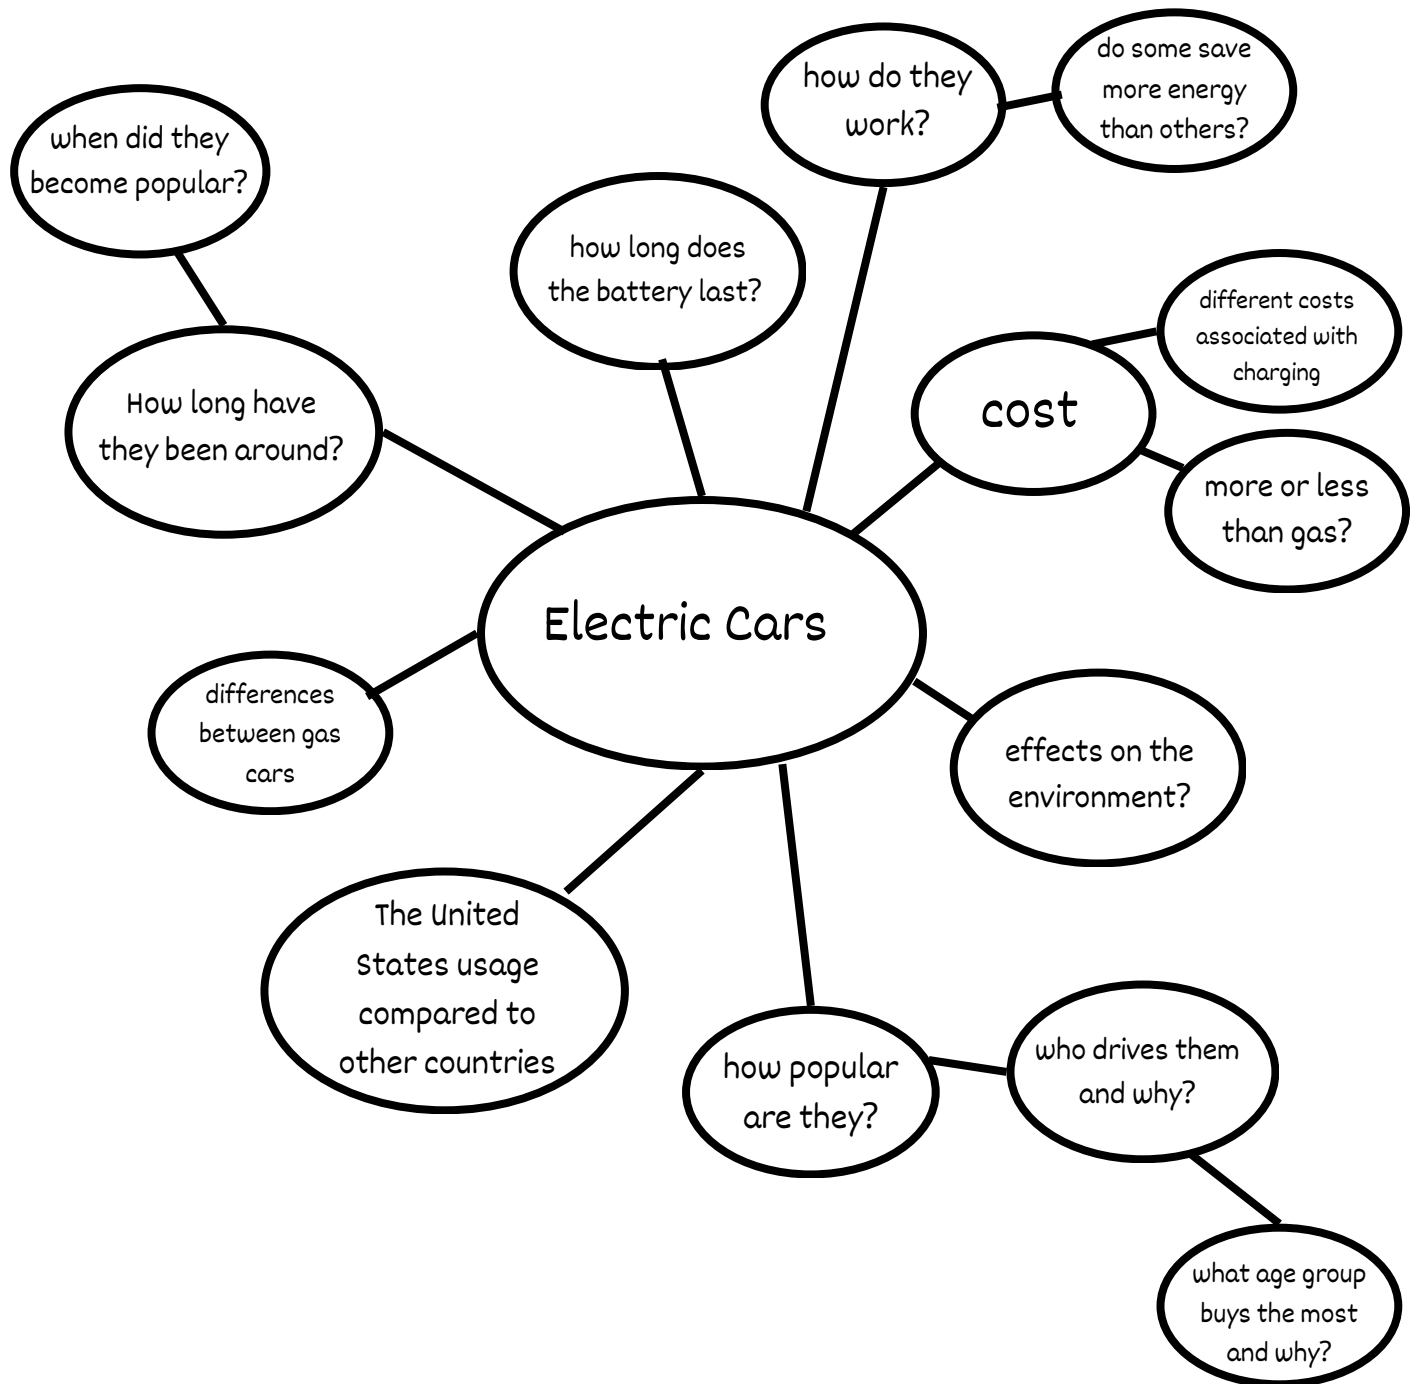 do some save
more energy
than others?
how do they
work?
when did they
become popular?
how long does
the battery last?
different costs
associated with
charging
cost
more or less
than gas?
How long have
they been around?
Electric Cars
differences
between gas
cars
effects on the
environment?
The United
States usage
compared to
other countries
how popular
are they?
who drives them
and why?
what age group
buys the most
and why?